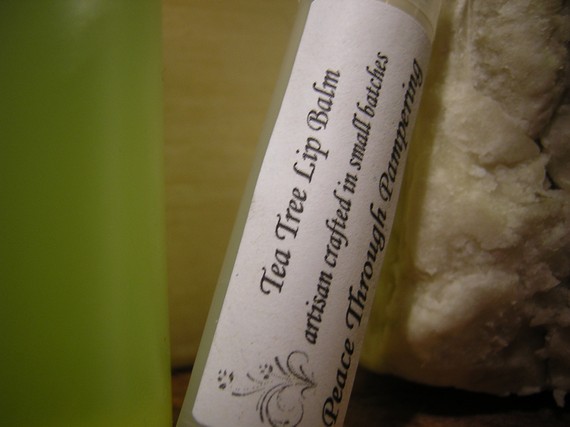 Tea Tree Lip Balm
artisan crafted in small batches
Peace Through Pampering